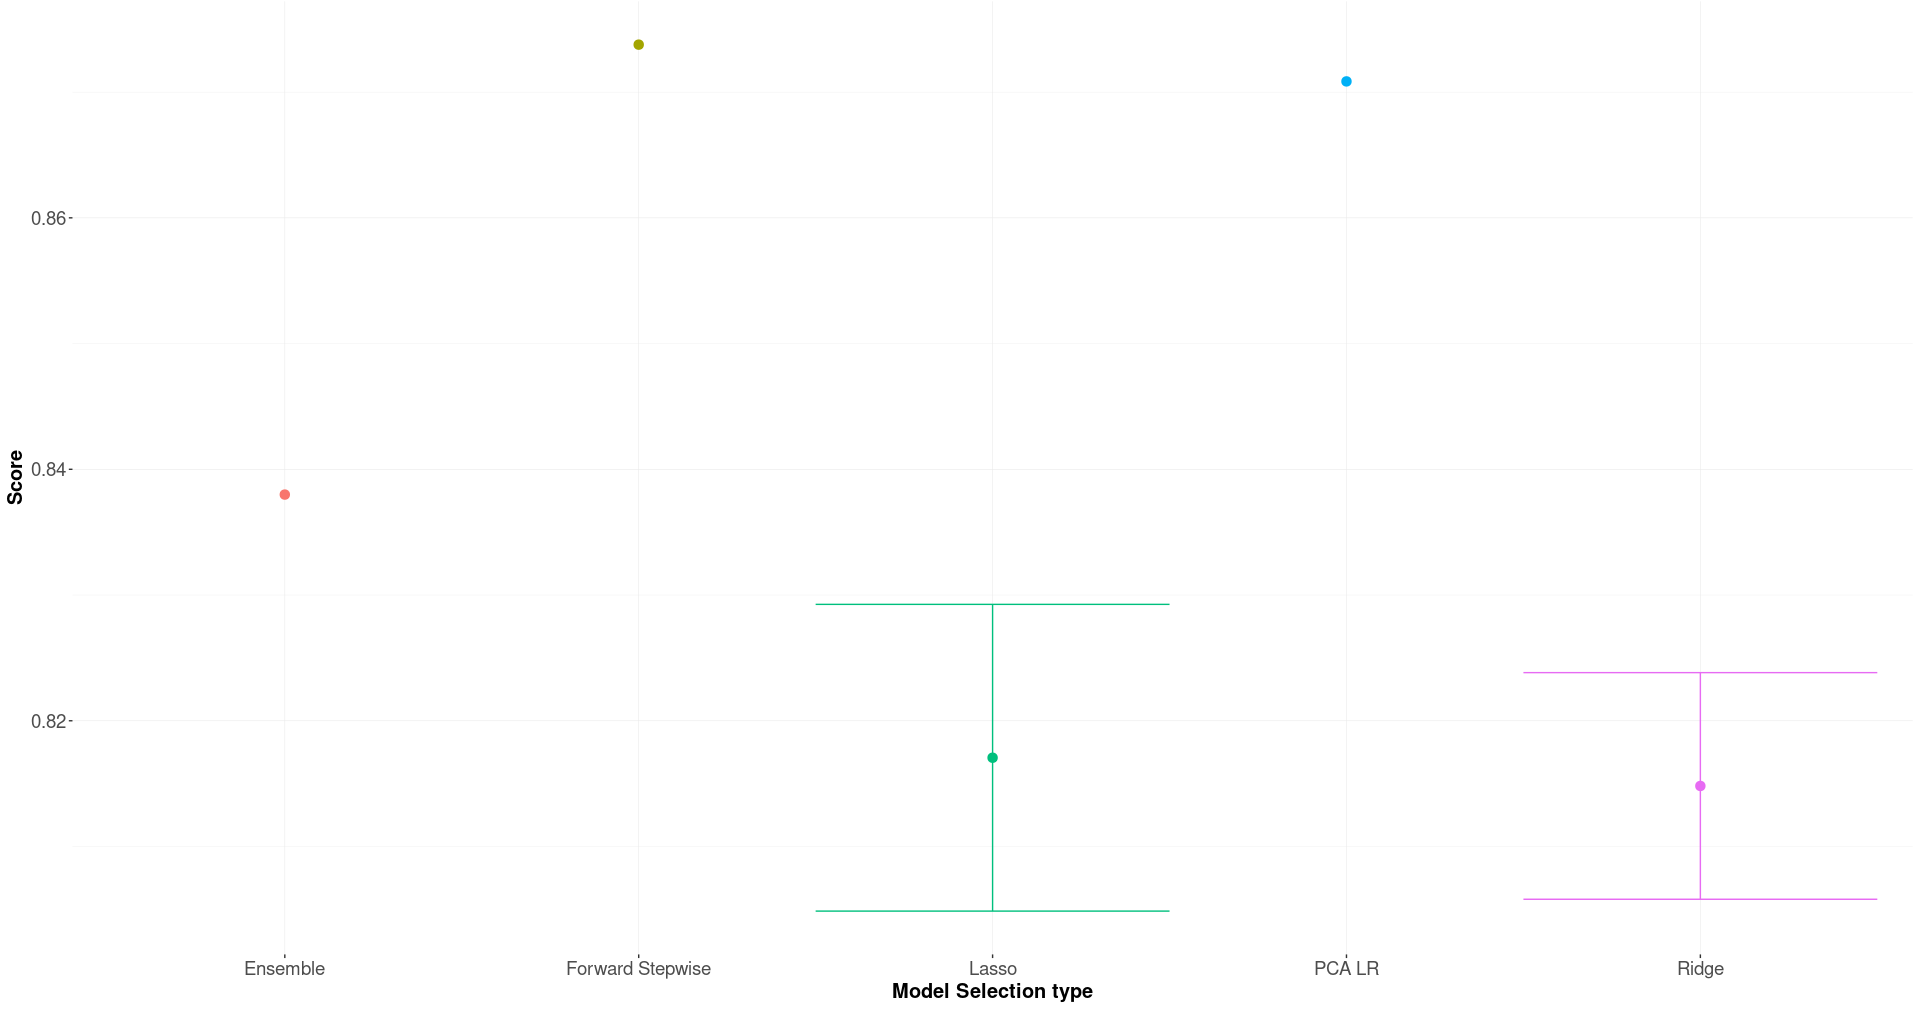 Score
0.86
0.84
0.82
Ensemble
Forward Stepwise
Lasso
PCA LR
Ridge
Model Selection type